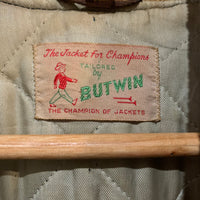 The Jacket for Champions
TAILORED
by
BUTWIN
THE CHAMPION OF JACKETS